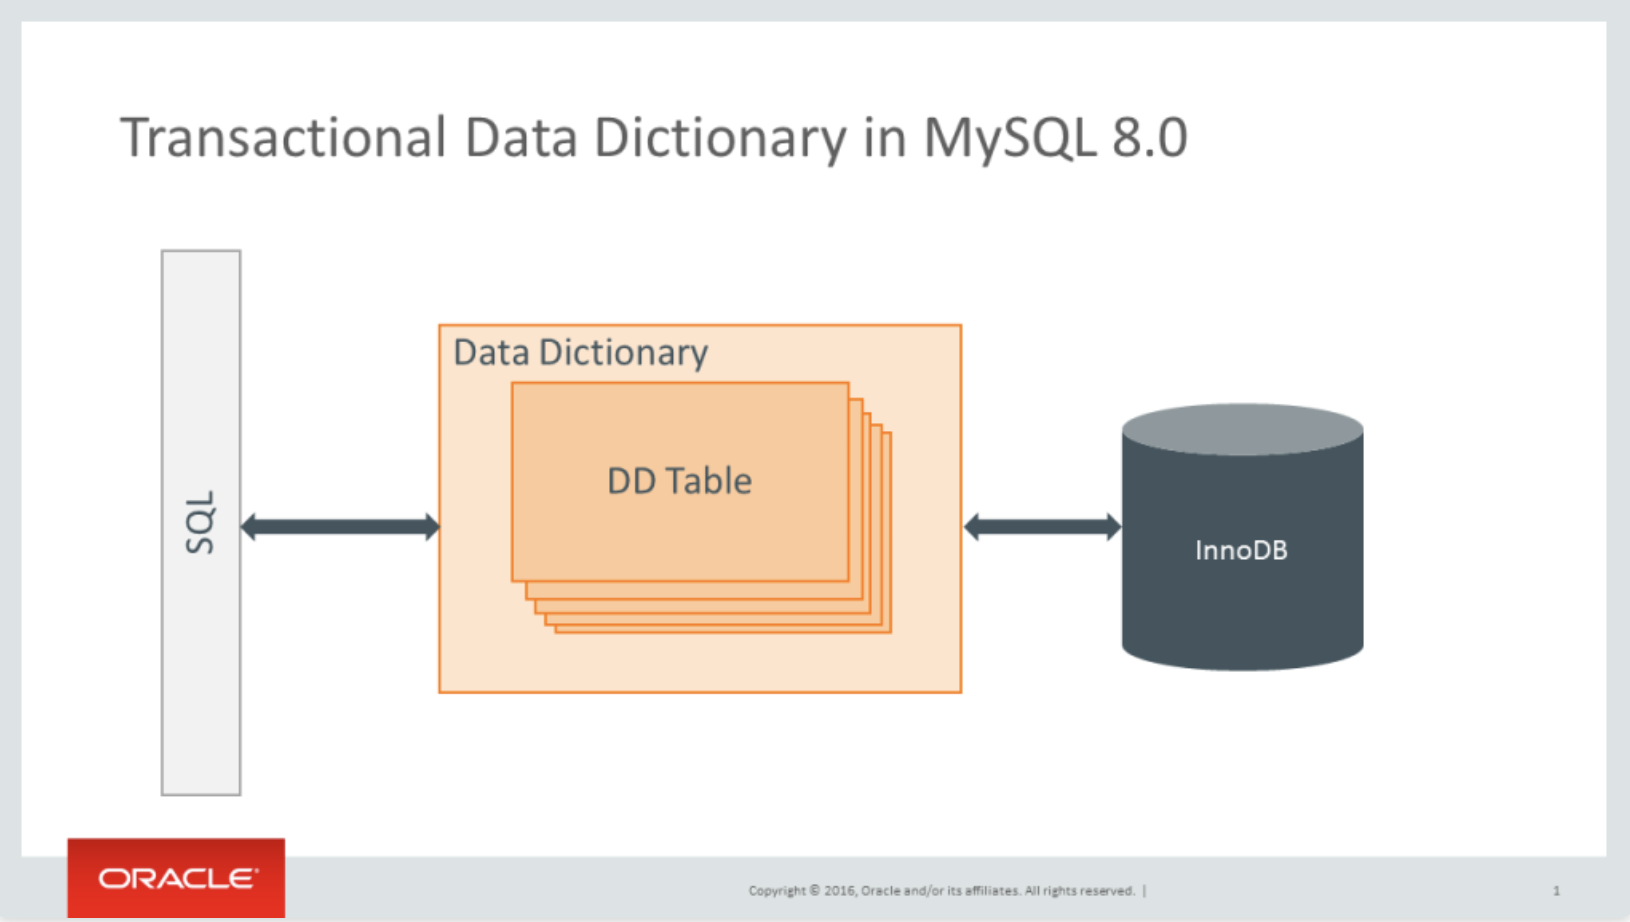 Transactional Data Dictionary in MySQL 8.0
SQL
Data Dictionary
DD Table
InnoDB
ORACLE®
Copyright © 2016, Oracle and/or its affiliates. All rights reserved. |
1